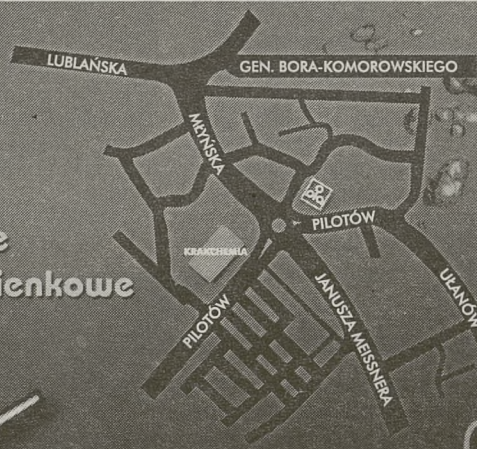 LUBLAŃSKA
GEN. BORA-KOMOROWSKIEGO
MŁYŃSKA
PILOTÓW
KRAKCHEMIA
ienkowe
PILOTÓW
JANUSZA MEISSNERA
UŁANÓW